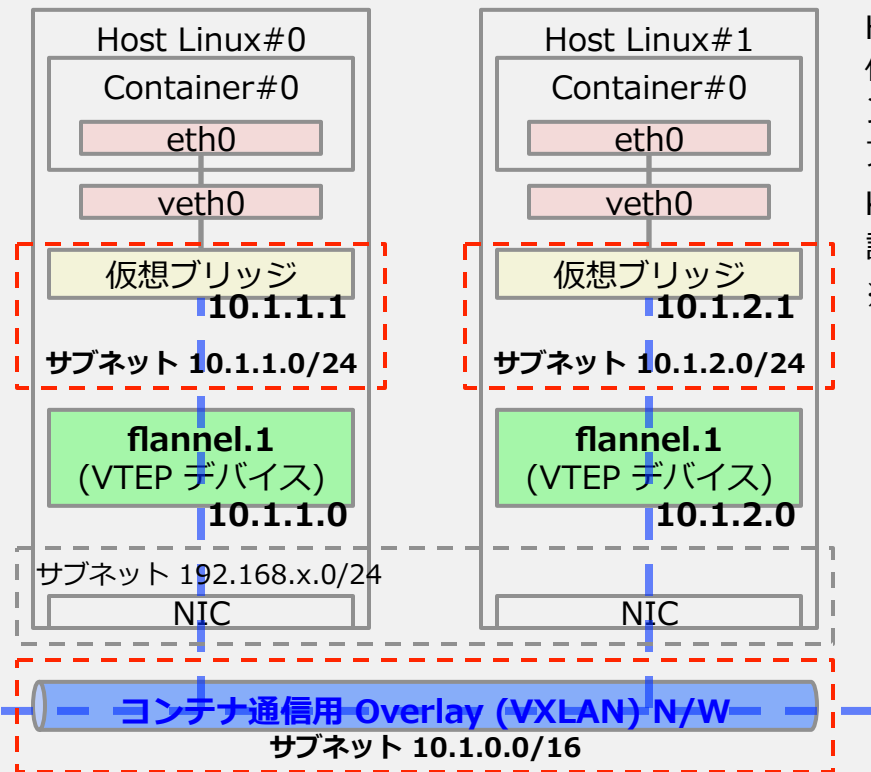 Host Linux#0
Container#0
eth0
veth0
仮想ブリッジ
10.1.1.1
サブネット 10.1.1.0/24
flannel.1
(VTEP デバイス)
10.1.1.0
Host Linux#1
Container#0
eth0
veth0
仮想ブリッジ
10.1.2.1
サブネット 10.1.2.0/24
flannel.1
(VTEP デバイス)
10.1.2.0
サブネット 192.168.x.0/24
NIC
NIC
コンテナ通信用 Overlay (VXLAN) N/W
サブネット 10.1.0.0/16